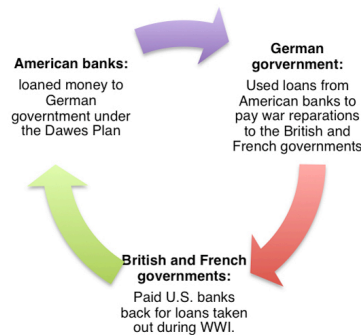 American banks:
loaned money to
German
governtment under
the Dawes Plan
German
gorvernment:
Used loans from
American banks to
pay war reparations
to the British and
French governments
British and French
governments:
Paid U.S. banks
back for loans taken
out during WWI.